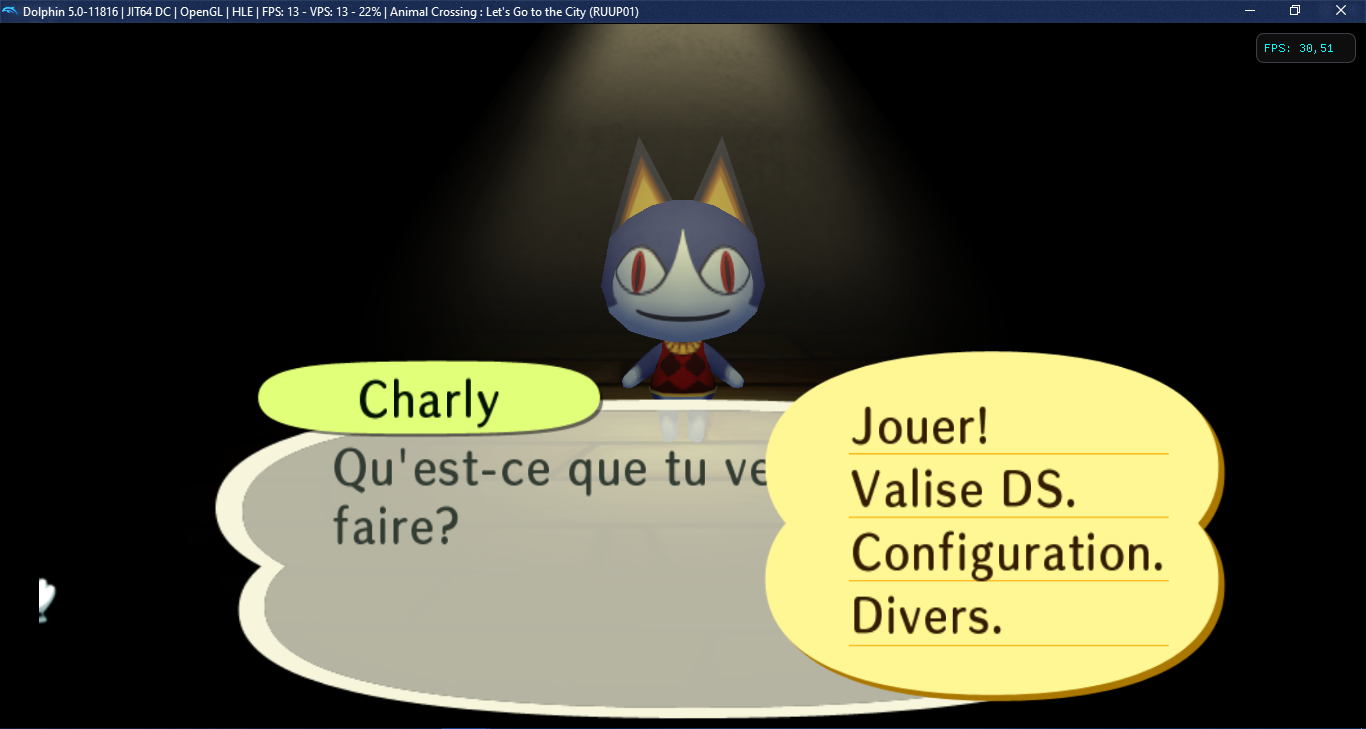 Dolphin 5.0-11816 | JIT64 DC | OpenGL | HLE | FPS: 13 - VPS: 13 - 22% | Animal Crossing : Let's Go to the City (RUUP01)
FPS: 30,51
Charly
Qu'est-ce que tu ve
faire?
Jouer!
Valise DS.
Configuration.
Divers.